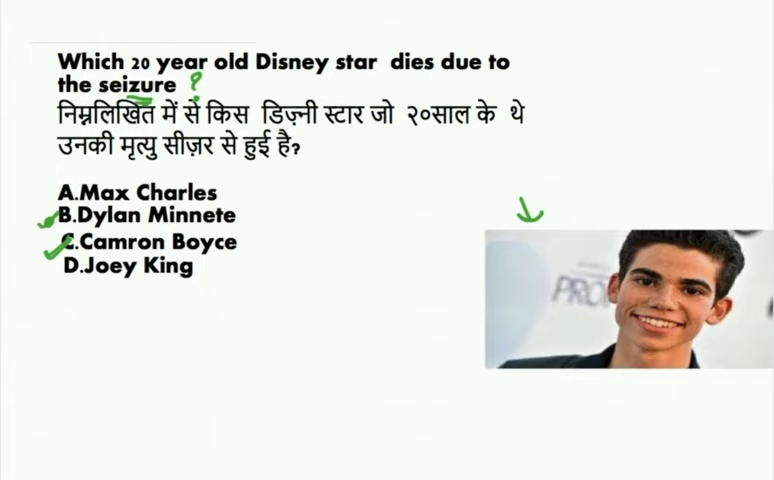 Which 20 year old Disney star dies due to
the seizure ?
निम्नलिखित में से किस डिज़्नी स्टार जो २०साल के थे
उनकी मृत्यु सीज़र से हुई है?
A.Max Charles
B.Dylan Minnete
C.Camron Boyce
D.Joey King
PRO